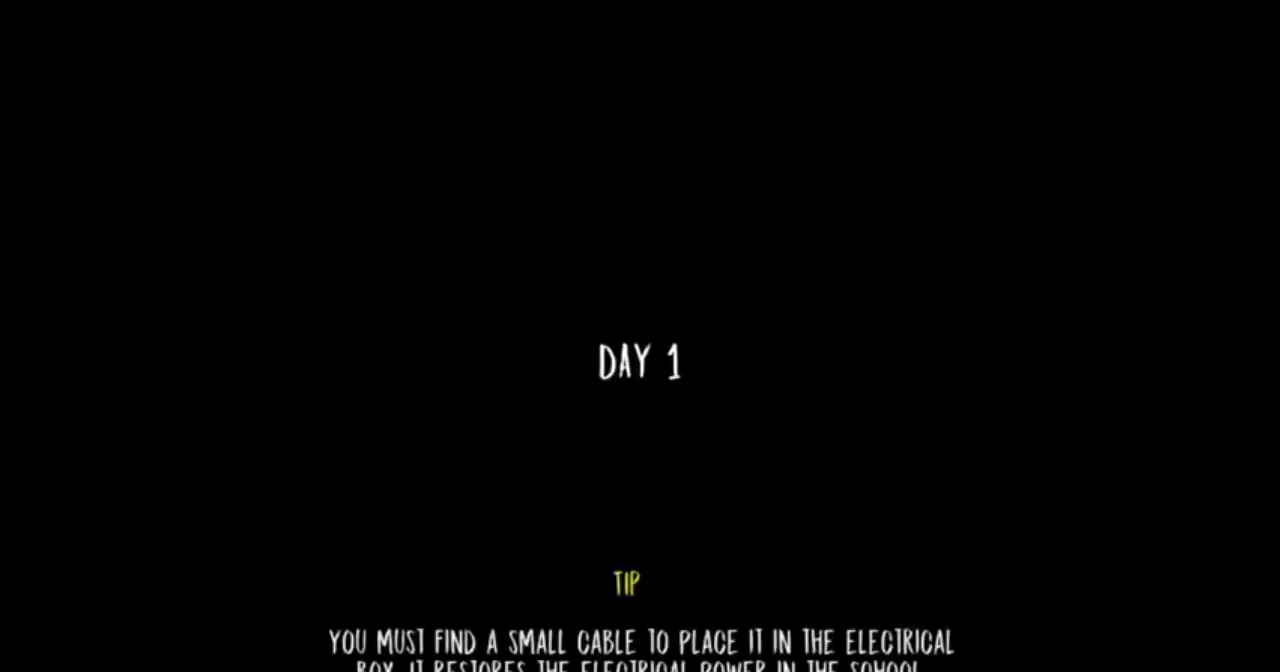 DAY 1
TIP
YOU MUST FIND A SMALL CABLE TO PLACE IT IN THE ELECTRICAL
BOX. IT RESTORES THE ELECTRICAL POWER IN THE SCHOOL